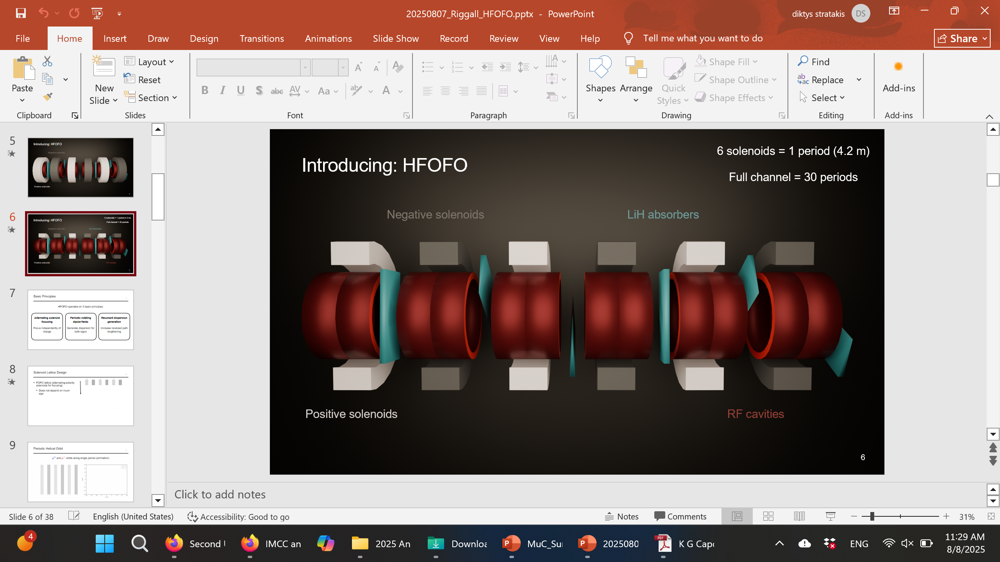 20250807_Riggall_HFOFO.pptx - PowerPoint
diktys stratakis
DS
File
Home
Insert
Draw
Design
Transitions
Animations
Slide Show
Record
Review
View
Help
Tell me what you want to do
Share
Paste
Clipboard
New Slide
Layout
Reset
Section
Slides
Font
Paragraph
Shapes
Arrange
Quick Styles
Shape Fill
Shape Outline
Shape Effects
Drawing
Find
Replace
Select
Editing
Add-ins
Add-ins
5
Introducing: HFOFO
Negative solenoids
Positive solenoids
6
Introducing: HFOFO
6 solenoids = 1 period (4.2 m)
Full channel = 30 periods
Negative solenoids
LiH absorbers
Positive solenoids
RF cavities
7
Basic Principles
HFOFO operates on 3 basic principles:
Alternating solenoid focusing
Focus independently of charge
Periodic rotating dipole fields
Generate dispersion for both signs
Resonant dispersion generation
Increase localized path lengthening
8
Solenoid Lattice Design
• FOFO lattice (alternating-polarity solenoids for focusing)
• Does not depend on muon sign
9
Periodic Helical Orbit
μ⁺ and μ⁻ orbits along single period (animation)
Introducing: HFOFO
6 solenoids = 1 period (4.2 m)
Full channel = 30 periods
Negative solenoids
LiH absorbers
Positive solenoids
RF cavities
6
Click to add notes
Slide 6 of 38
English (United States)
Accessibility: Good to go
Notes
Comments
31%
4
Second
IMCC an
2025 An
Downloa
MuC_Su
2025080
K G Cap
ENG
11:29 AM
8/8/2025